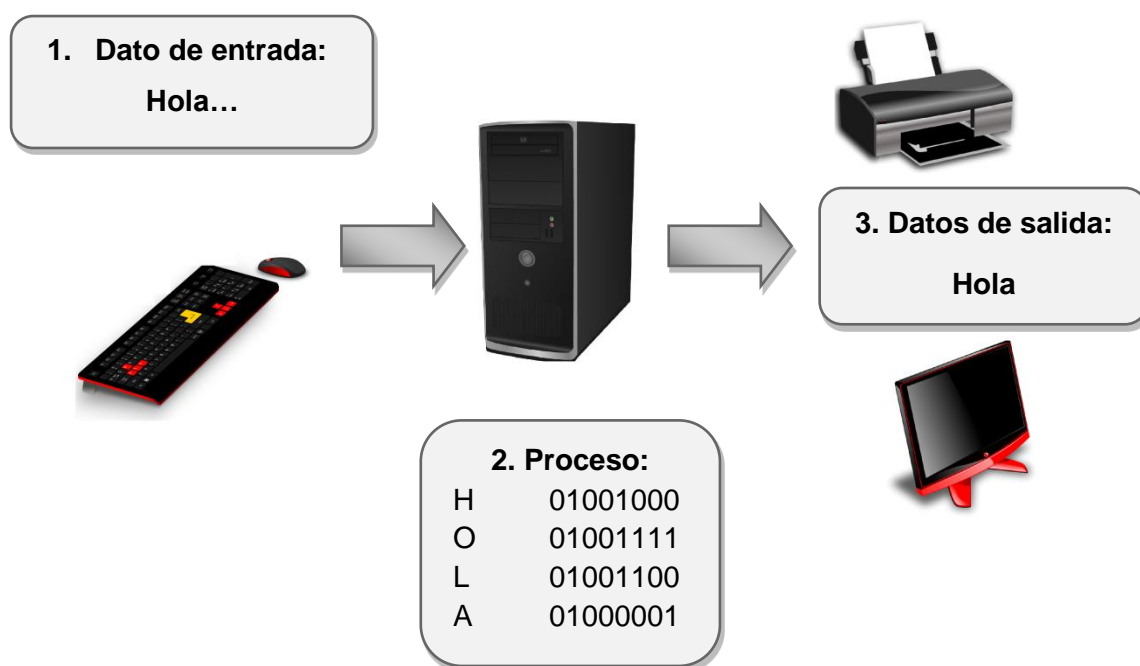 1. Dato de entrada:
Hola…
2. Proceso:
H 01001000
O 01001111
L 01001100
A 01000001
3. Datos de salida:
Hola